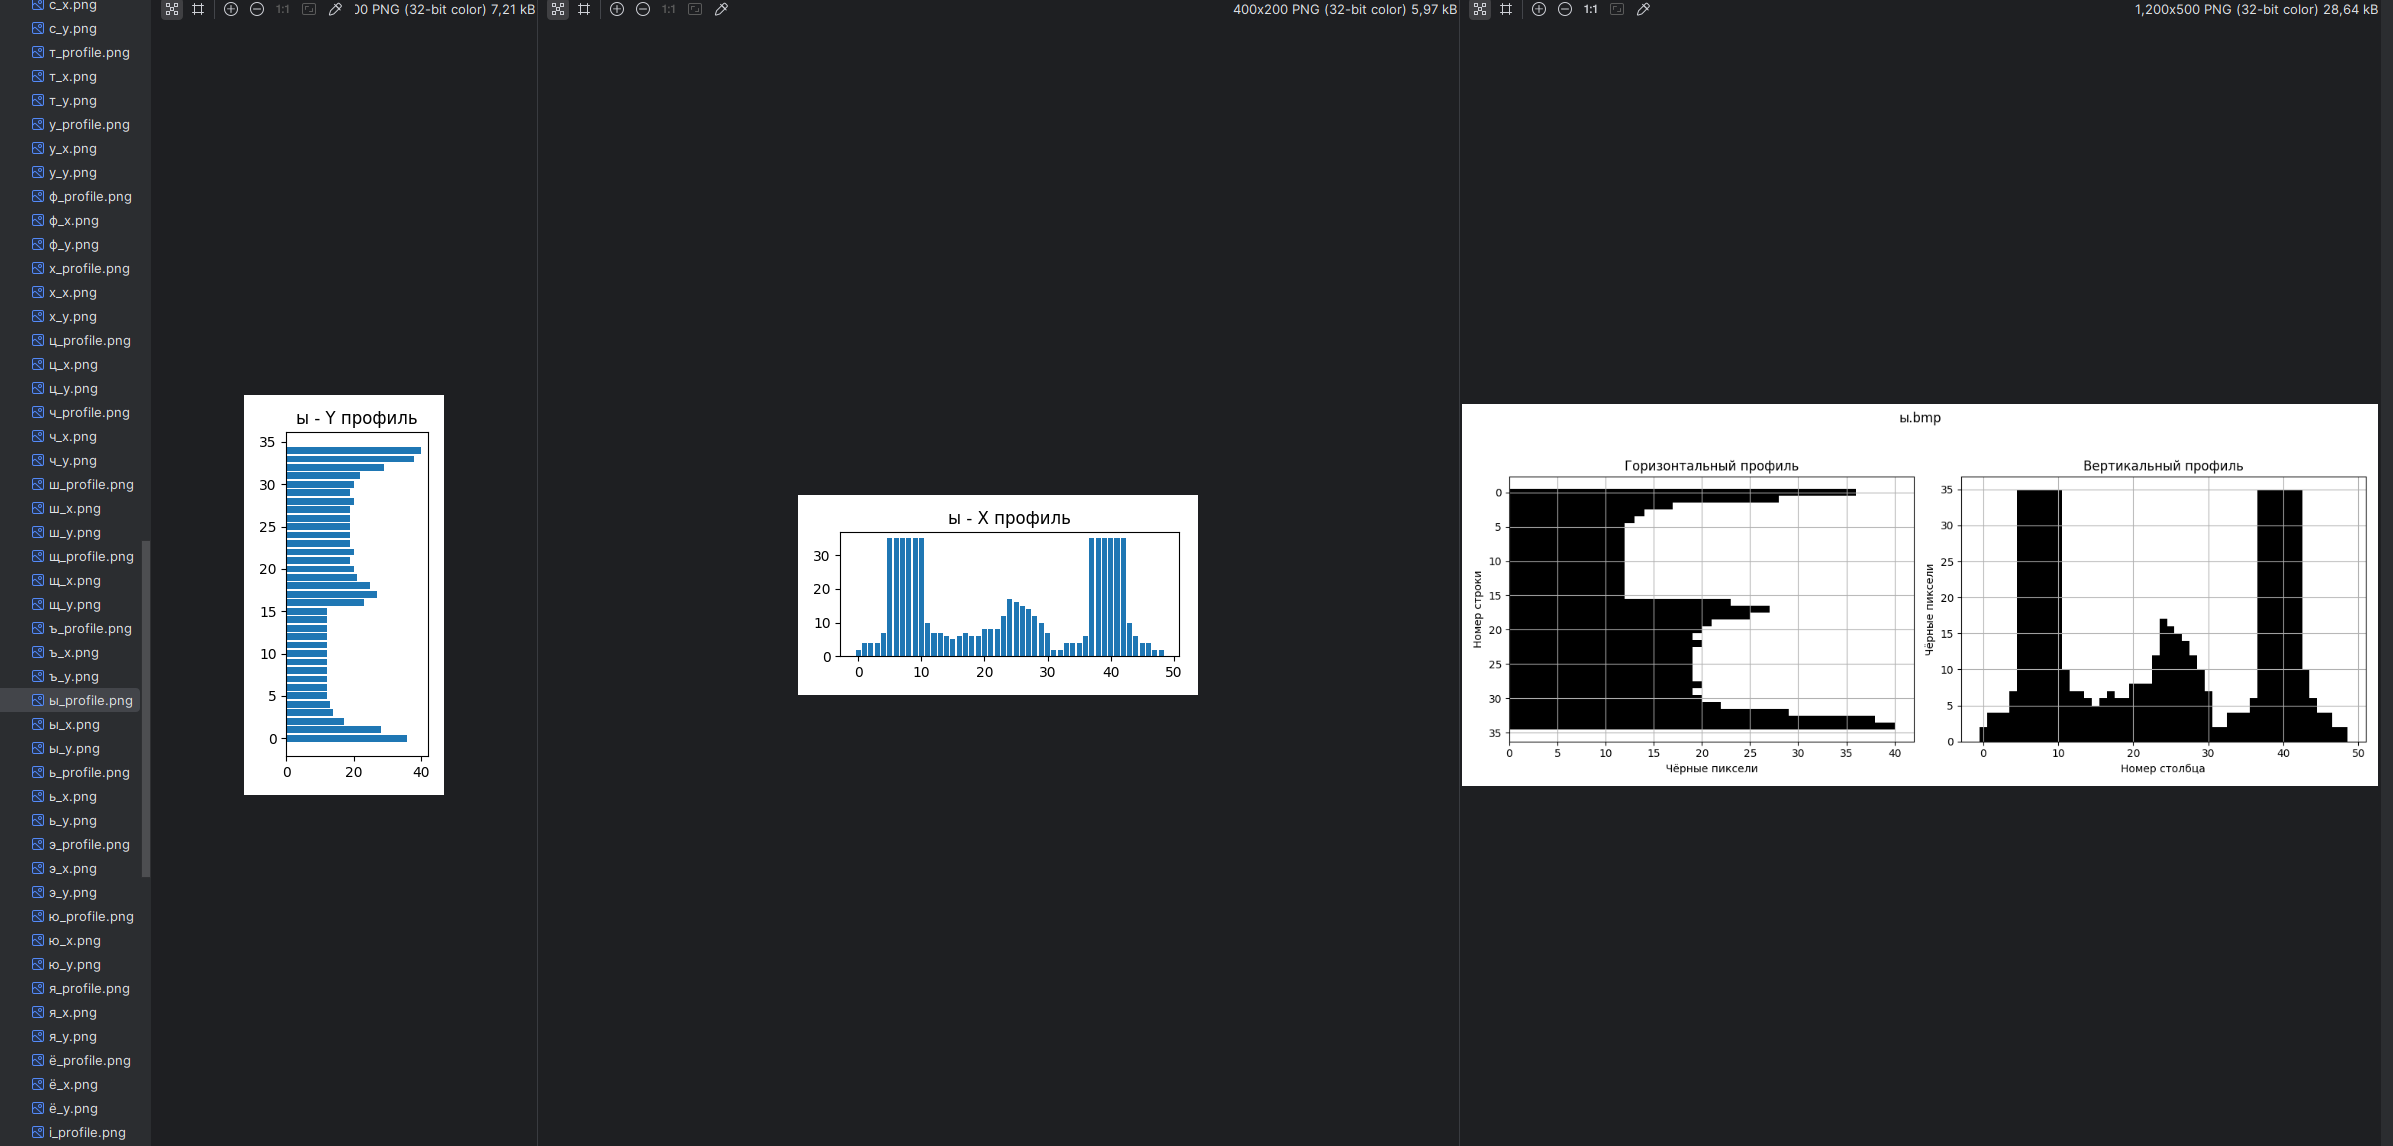 с_x.png
с_y.png
т_profile.png
т_x.png
т_y.png
у_profile.png
у_x.png
у_y.png
ф_profile.png
ф_x.png
ф_y.png
х_profile.png
х_x.png
х_y.png
ц_profile.png
ц_x.png
ц_y.png
ч_profile.png
ч_x.png
ч_y.png
ш_profile.png
ш_x.png
ш_y.png
щ_profile.png
щ_x.png
щ_y.png
ъ_profile.png
ъ_x.png
ъ_y.png
ы_profile.png
ы_x.png
ы_y.png
ь_profile.png
ь_x.png
ь_y.png
э_profile.png
э_x.png
э_y.png
ю_profile.png
ю_x.png
ю_y.png
я_profile.png
я_x.png
я_y.png
ё_profile.png
ё_x.png
ё_y.png
i_profile.png
1:1
00 PNG (32-bit color) 7,21 kB
ы - Y профиль
35
30
25
20
15
10
5
0
0 20 40
1:1
400x200 PNG (32-bit color) 5,97 kB
ы - X профиль
30
20
10
0
0 10 20 30 40 50
1:1
1,200x500 PNG (32-bit color) 28,64 kB
ы.bmp
Горизонтальный профиль
Номер строки
0
5
10
15
20
25
30
35
0 5 10 15 20 25 30 35 40
Чёрные пиксели
Вертикальный профиль
Чёрные пиксели
35
30
25
20
15
10
5
0
0 10 20 30 40 50
Номер столбца